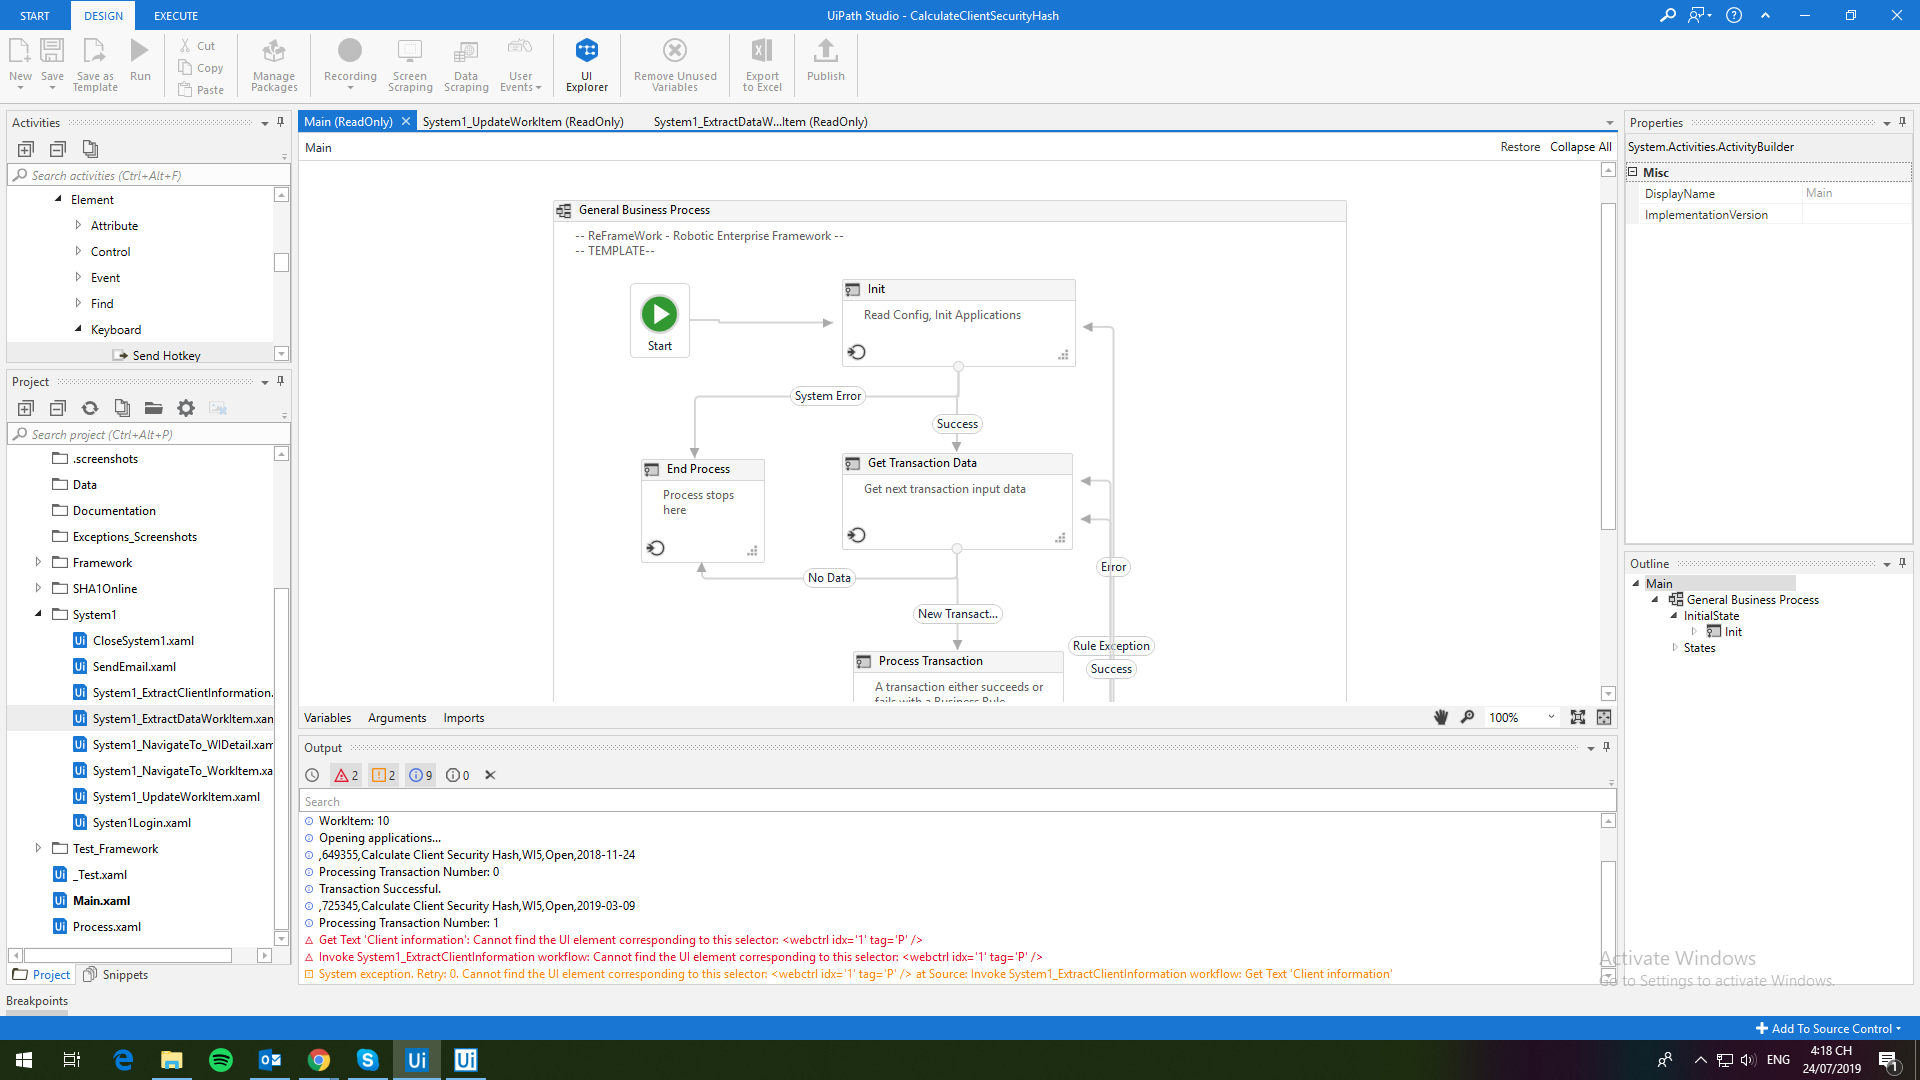 START DESIGN EXECUTE
UiPath Studio - CalculateClientSecurityHash
New
Save
Save as Template
Run
Cut
Copy
Paste
Manage Packages
Recording
Screen Scraping
Data Scraping
User Events
UI Explorer
Remove Unused Variables
Export to Excel
Publish
Activities
Search activities (Ctrl+Alt+F)
Element
Attribute
Control
Event
Find
Keyboard
Send Hotkey
Project
Search project (Ctrl+Alt+P)
.screenshots
Data
Documentation
Exceptions_Screenshots
Framework
SHA1Online
System1
CloseSystem1.xaml
SendEmail.xaml
System1_ExtractClientInformation.
System1_ExtractDataWorkItem.xam
System1_NavigateTo_WIDetail.xam
System1_NavigateTo_WorkItem.xa
System1_UpdateWorkItem.xaml
Systen1Login.xaml
Test_Framework
_Test.xaml
Main.xaml
Process.xaml
Project Snippets
Breakpoints
Main (ReadOnly) System1_UpdateWorkItem (ReadOnly) System1_ExtractDataW...Item (ReadOnly)
Main
Restore Collapse All
General Business Process
-- ReFrameWork - Robotic Enterprise Framework --
-- TEMPLATE--
Start
Init
Read Config, Init Applications
System Error
Success
End Process
Process stops here
Get Transaction Data
Get next transaction input data
No Data
Error
New Transact...
Rule Exception
Success
Process Transaction
A transaction either succeeds or
fails with a Business Rule
Variables Arguments Imports
100%
Output
2 2 9 0
Search
WorkItem: 10
Opening applications...
,649355,Calculate Client Security Hash,WI5,Open,2018-11-24
Processing Transaction Number: 0
Transaction Successful.
,725345,Calculate Client Security Hash,WI5,Open,2019-03-09
Processing Transaction Number: 1
Get Text 'Client information': Cannot find the UI element corresponding to this selector: <webctrl idx='1' tag='P' />
Invoke System1_ExtractClientInformation workflow: Cannot find the UI element corresponding to this selector: <webctrl idx='1' tag='P' />
System exception. Retry: 0. Cannot find the UI element corresponding to this selector: <webctrl idx='1' tag='P' /> at Source: Invoke System1_ExtractClientInformation workflow: Get Text 'Client information'
Properties
System.Activities.ActivityBuilder
Misc
DisplayName Main
ImplementationVersion
Outline
Main
General Business Process
InitialState
Init
States
Activate Windows
Go to Settings to activate Windows.
Add To Source Control
ENG
4:18 CH
24/07/2019
1